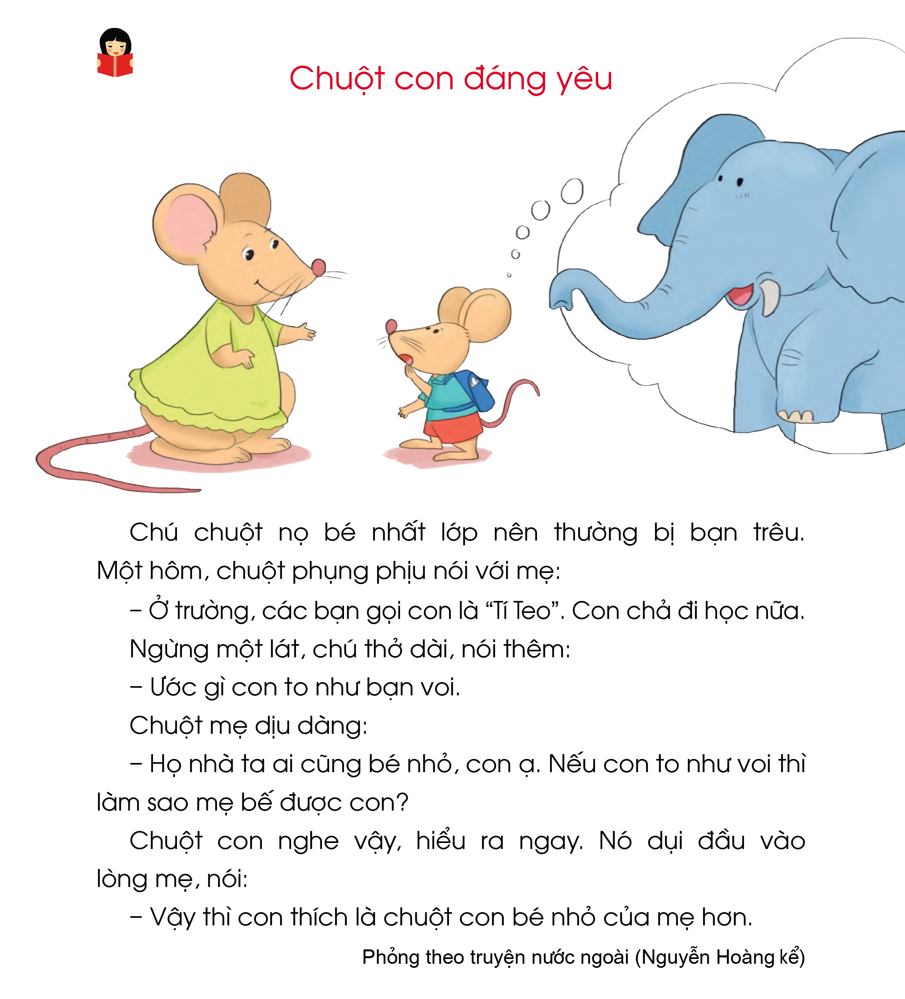 Chuột con đáng yêu
Chú chuột nọ bé nhất lớp nên thường bị bạn trêu.
Một hôm, chuột phụng phịu nói với mẹ:
– Ở trường, các bạn gọi con là “Tí Teo”. Con chả đi học nữa.
Ngừng một lát, chú thở dài, nói thêm:
– Ước gì con to như bạn voi.
Chuột mẹ dịu dàng:
– Họ nhà ta ai cũng bé nhỏ, con ạ. Nếu con to như voi thì
làm sao mẹ bế được con?
Chuột con nghe vậy, hiểu ra ngay. Nó dụi đầu vào
lòng mẹ, nói:
– Vậy thì con thích là chuột con bé nhỏ của mẹ hơn.
Phỏng theo truyện nước ngoài (Nguyễn Hoàng kể)